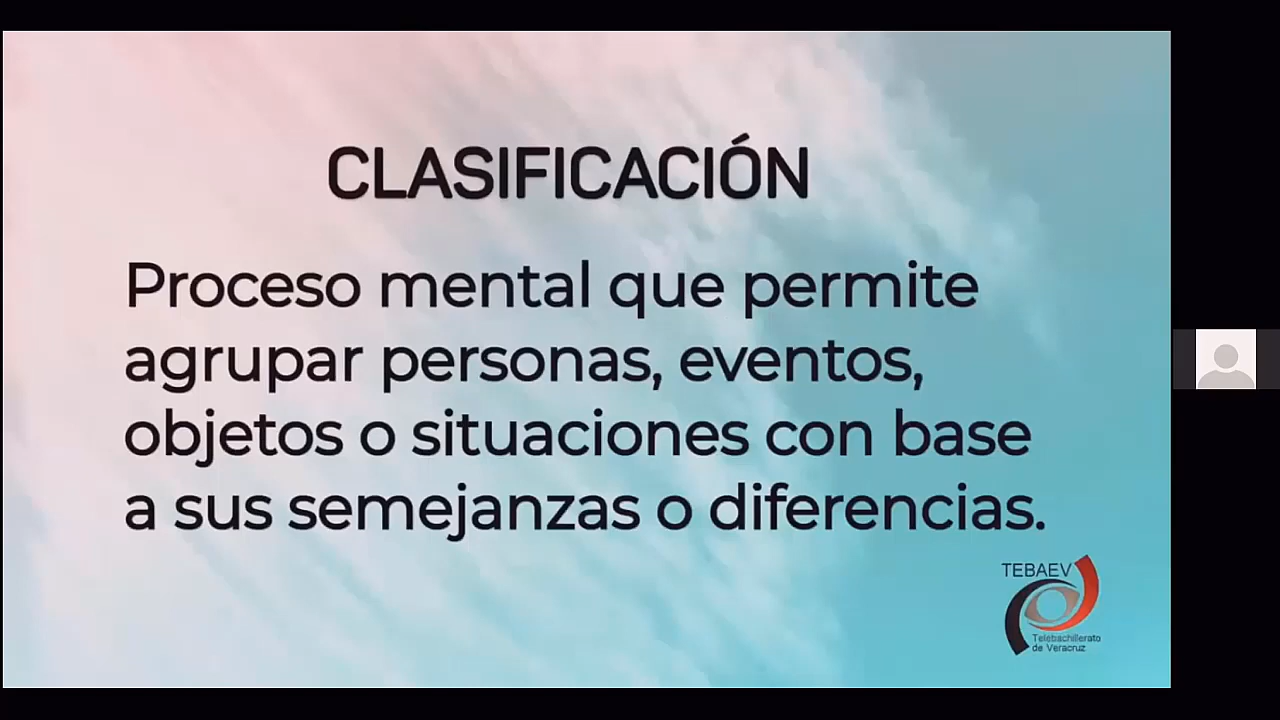 CLASIFICACIÓN
Proceso mental que permite
agrupar personas, eventos,
objetos o situaciones con base
a sus semejanzas o diferencias.
TEBAEV
Telebachillerato
de Veracruz